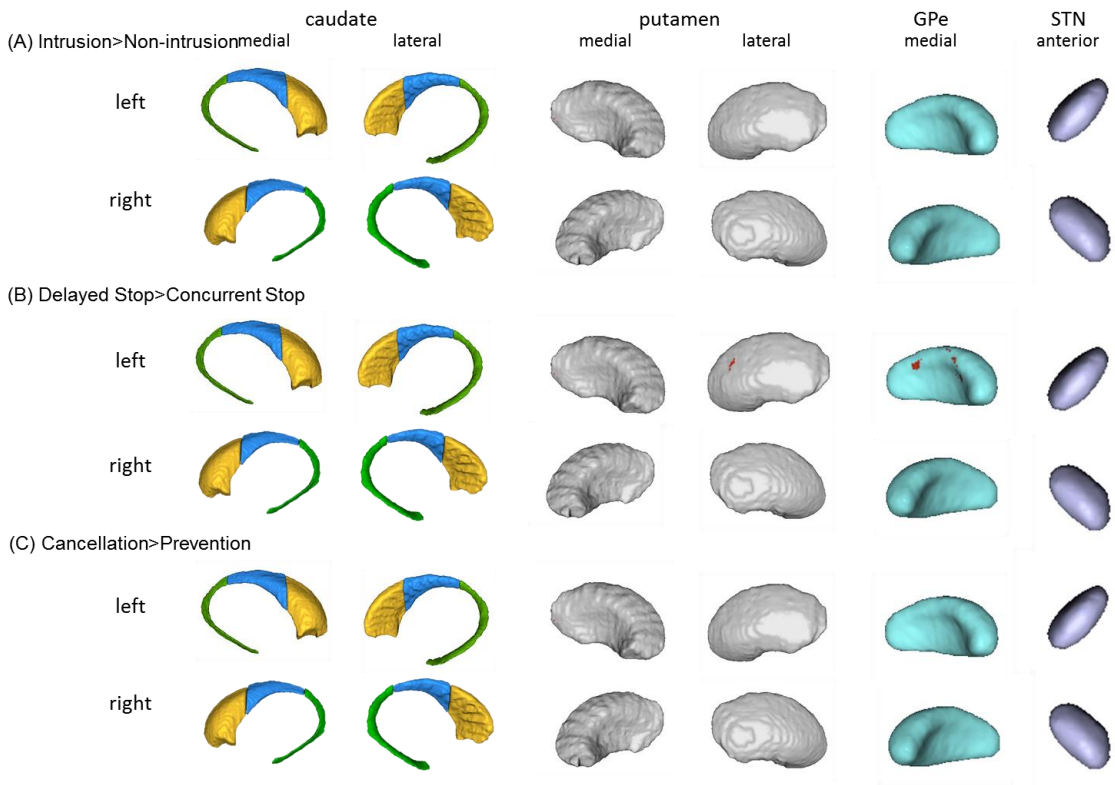 caudate putamen GPe STN
(A) Intrusion>Non-intrusion medial lateral medial lateral medial anterior
left
right
(B) Delayed Stop>Concurrent Stop
left
right
(C) Cancellation>Prevention
left
right